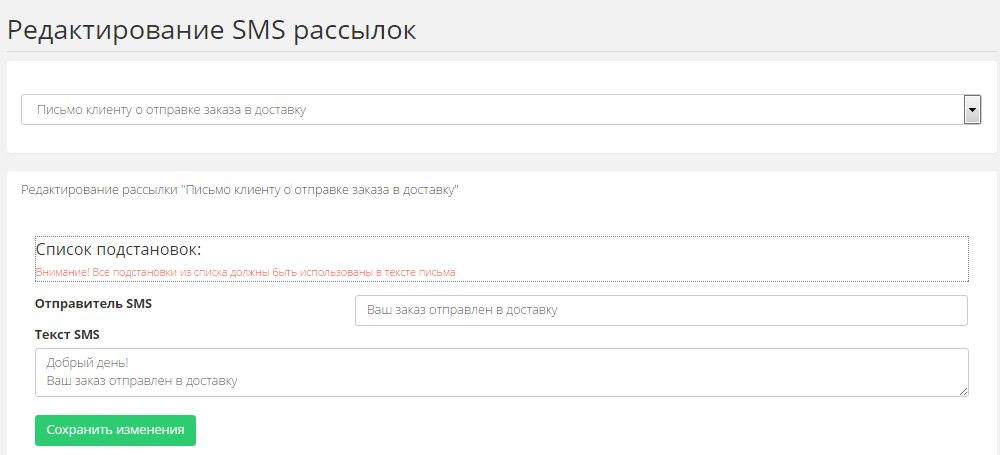 Редактирование SMS рассылок
Письмо клиенту о отправке заказа в доставку
Редактирование рассылки "Письмо клиенту о отправке заказа в доставку"
Список подстановок:
Внимание! Все подстановки из списка должны быть использованы в тексте письма
Отправитель SMS
Ваш заказ отправлен в доставку
Текст SMS
Добрый день!
Ваш заказ отправлен в доставку
Сохранить изменения